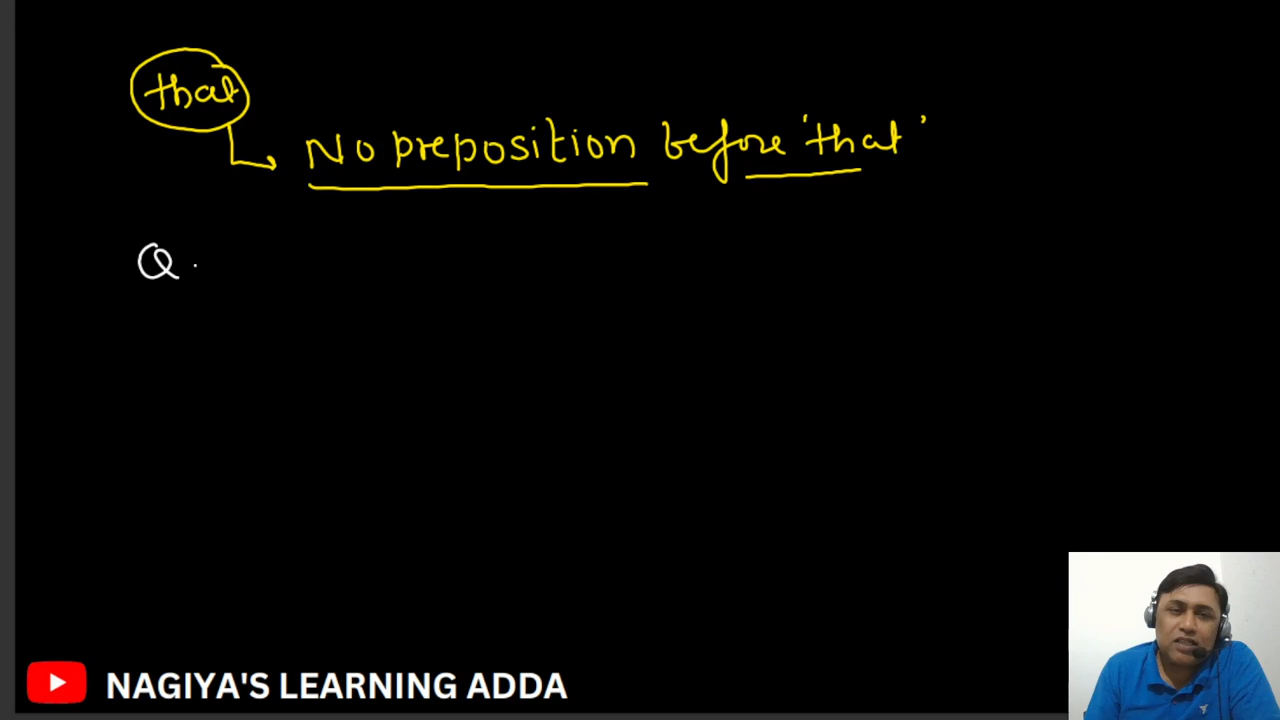 that
No preposition before 'that'
Q.
NAGIYA'S LEARNING ADDA